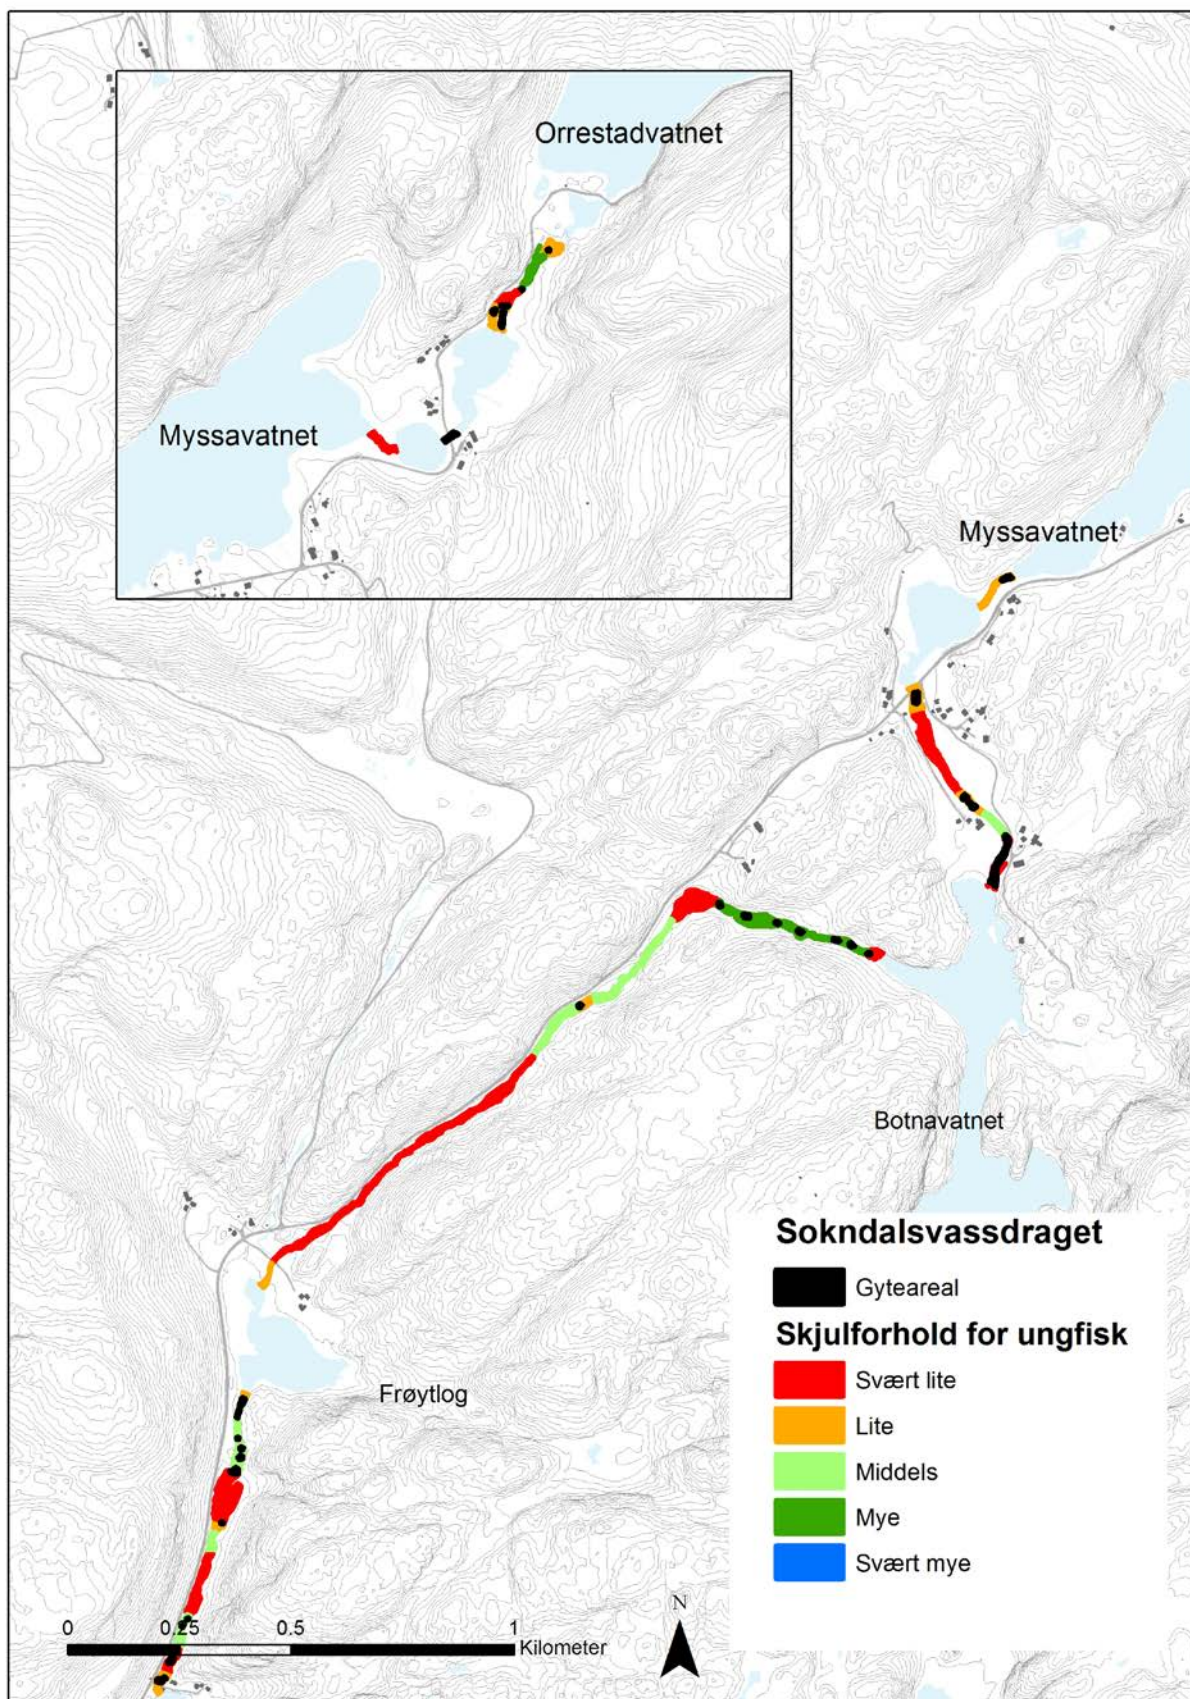 Orrestadvatnet
Myssavatnet
Myssavatnet
Botnavatnet
Sokndalsvassdraget
Gyteareal
Skjulforhold for ungfisk
Svært lite
Lite
Middels
Mye
Svært mye
Frøytlog
0 0.25 0.5 1
Kilometer
N